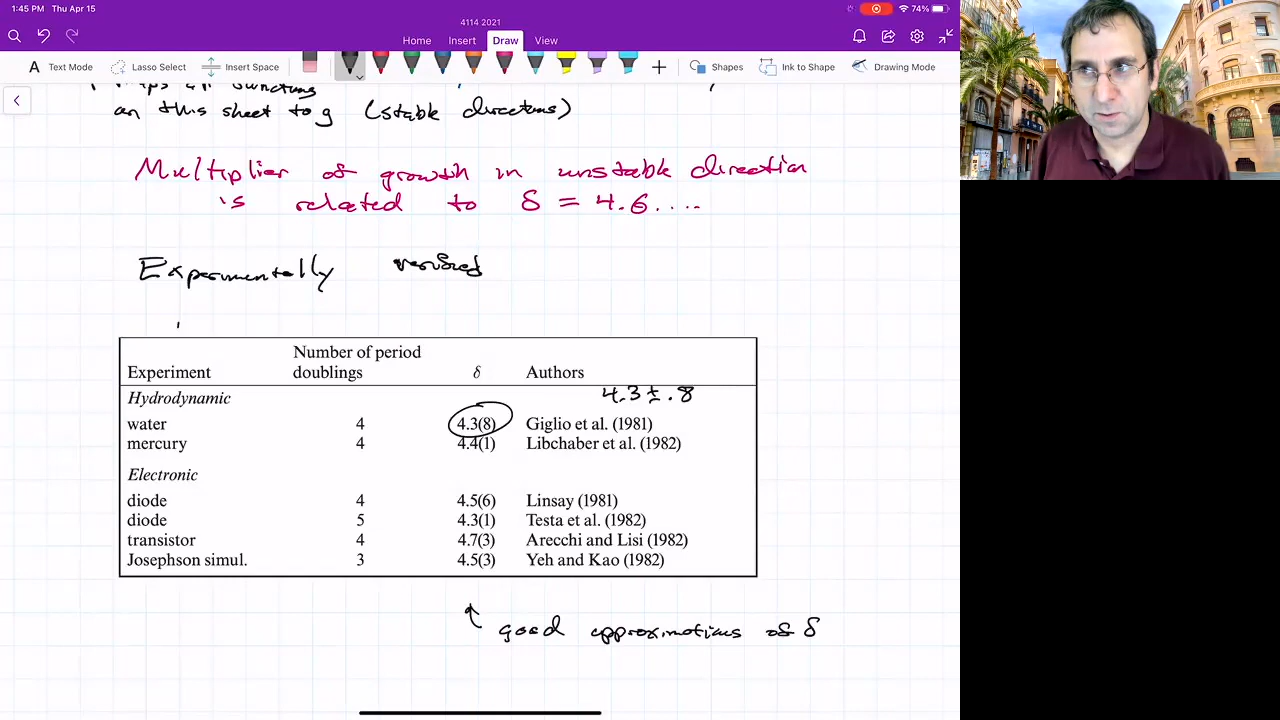 1:45 PM Thu Apr 15
74%
4114 2021
Home Insert Draw View
Text Mode Lasso Select Insert Space Shapes Ink to Shape Drawing Mode
on this sheet to g (stable directions)
Multiplier of growth in unstable direction
is related to δ = 4.6....
Experimentally verified
Number of period
Experiment doublings δ Authors
Hydrodynamic 4.3 ± .8
water 4 4.3(8) Giglio et al. (1981)
mercury 4 4.4(1) Libchaber et al. (1982)
Electronic
diode 4 4.5(6) Linsay (1981)
diode 5 4.3(1) Testa et al. (1982)
transistor 4 4.7(3) Arecchi and Lisi (1982)
Josephson simul. 3 4.5(3) Yeh and Kao (1982)
good approximations of δ